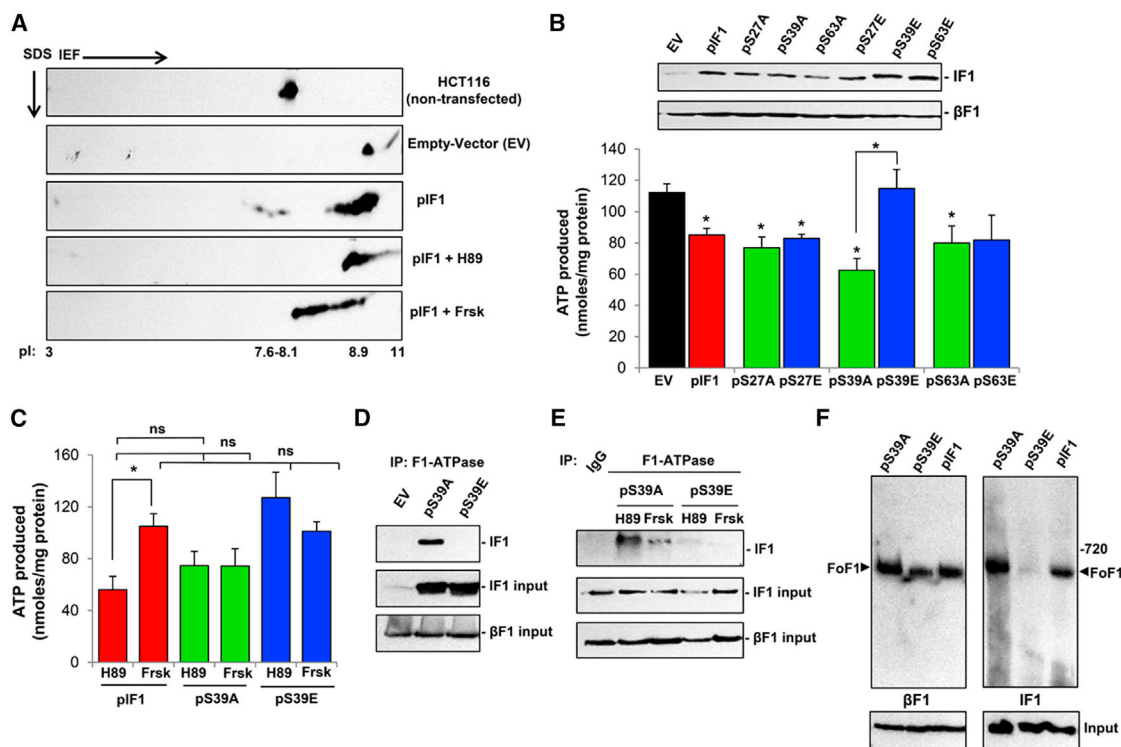 A
SDS IEF
HCT116
(non-transfected)
Empty-Vector (EV)
pIF1
pIF1 + H89
pIF1 + Frsk
pI: 3 7.6-8.1 8.9 11
B
EV pIF1 pS27A pS39A pS63A pS27E pS39E pS63E
- IF1
- βF1
ATP produced
(nmoles/mg protein)
140
120
100
80
60
40
20
0
* * * * * *
EV pIF1 pS27A pS27E pS39A pS39E pS63A pS63E
C
ns
ns
*
ATP produced
(nmoles/mg protein)
160
120
80
40
0
H89 Frsk H89 Frsk H89 Frsk
pIF1 pS39A pS39E
D
IP: F1-ATPase
EV pS39A pS39E
- IF1
- IF1 input
- βF1 input
E
IP: IgG F1-ATPase
pS39A pS39E
H89 Frsk H89 Frsk
- IF1
- IF1 input
- βF1 input
F
pS39A pS39E pIF1 pS39A pS39E pIF1
-720
FoF1 FoF1
βF1 IF1
Input